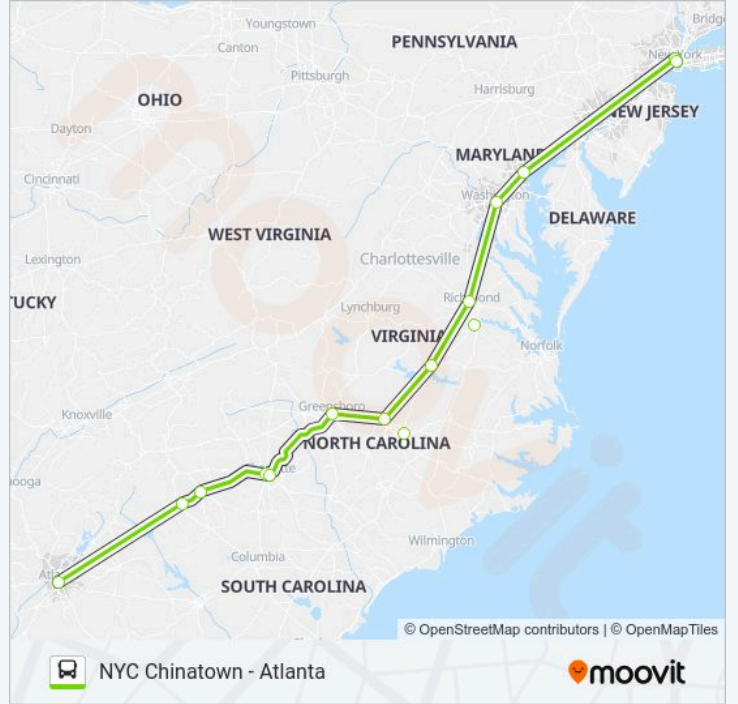 Youngstown
Bridge
PENNSYLVANIA
Canton
New York
Pittsburgh
Harrisburg
OHIO
NEW JERSEY
Dayton
MARYLAND
Cincinnati
Washington
DELAWARE
WEST VIRGINIA
Charlottesville
Lexington
TUCKY
Richmond
Lynchburg
VIRGINIA
Norfolk
Greensboro
Knoxville
NORTH CAROLINA
ooga
Wilmington
Columbia
Atla
SOUTH CAROLINA
© OpenStreetMap contributors | © OpenMapTiles
NYC Chinatown - Atlanta
moovit